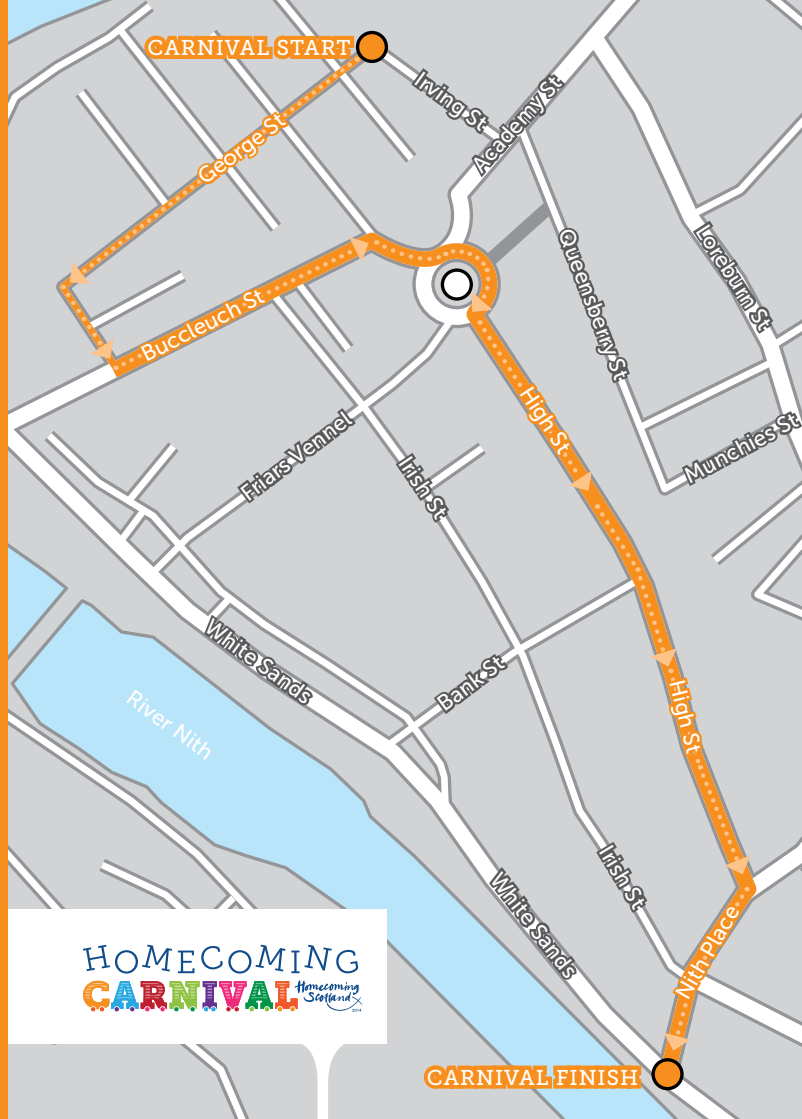 CARNIVAL START
Irving St
Academy St
George St
Queensberry St
Loreburn St
Buccleuch St
High St
Munchies St
Friars Vennel
Irish St
White Sands
Bank St
River Nith
High St
Irish St
White Sands
Nith Place
HOMECOMING
CARNIVAL
Homecoming
Scotland
2014
CARNIVAL FINISH